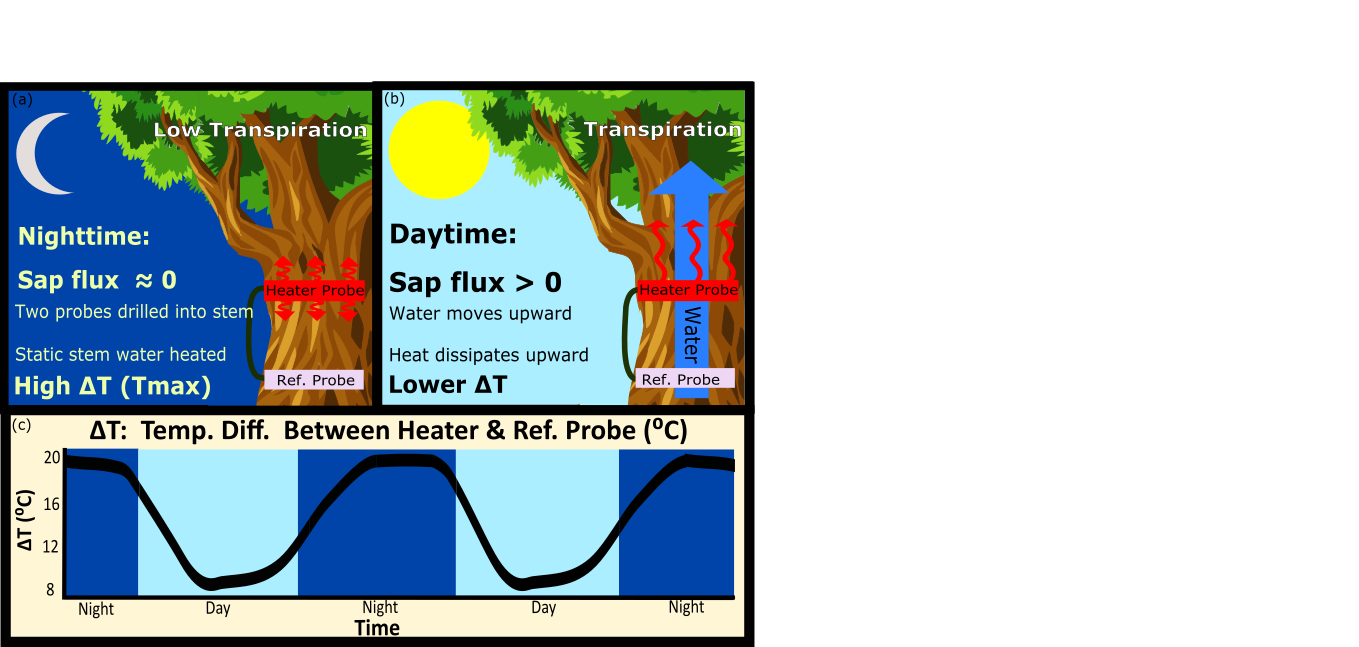 (a)
Low Transpiration
Nighttime:
Sap flux ≈ 0
Two probes drilled into stem
Static stem water heated
High ΔT (Tmax)
Heater Probe
Ref. Probe
(b)
Transpiration
Daytime:
Sap flux > 0
Water moves upward
Heat dissipates upward
Lower ΔT
Heater Probe
Water
Ref. Probe
(c)
ΔT: Temp. Diff. Between Heater & Ref. Probe (⁰C)
ΔT (⁰C)
20
16
12
8
Night Day Night Day Night
Time